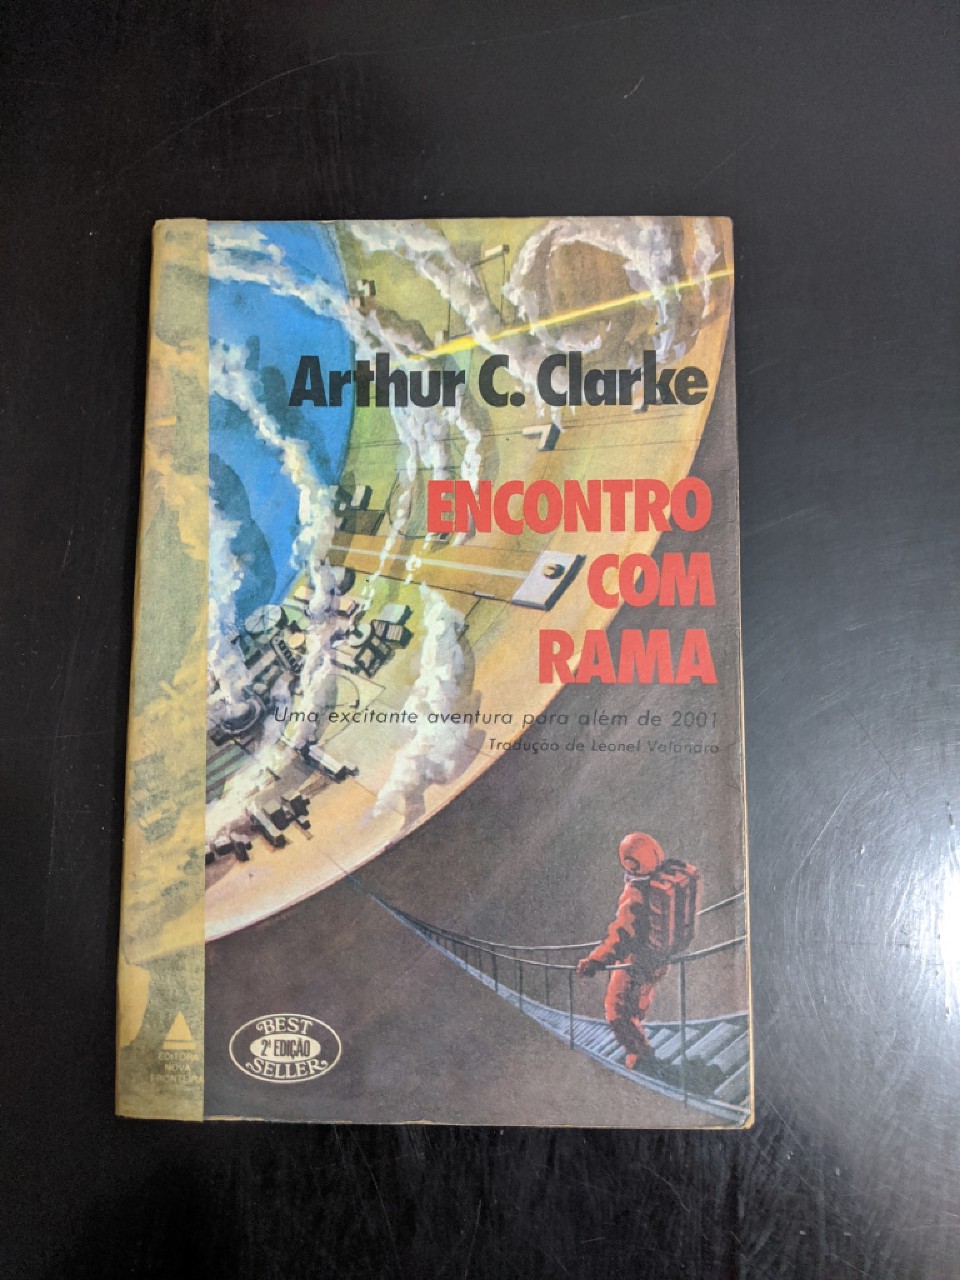 Arthur C. Clarke
ENCONTRO
COM
RAMA
Uma excitante aventura para além de 2001
Tradução de Leonel Vallandro
BEST
2ª EDIÇÃO
SELLER
EDITORA
NOVA
FRONTEIRA